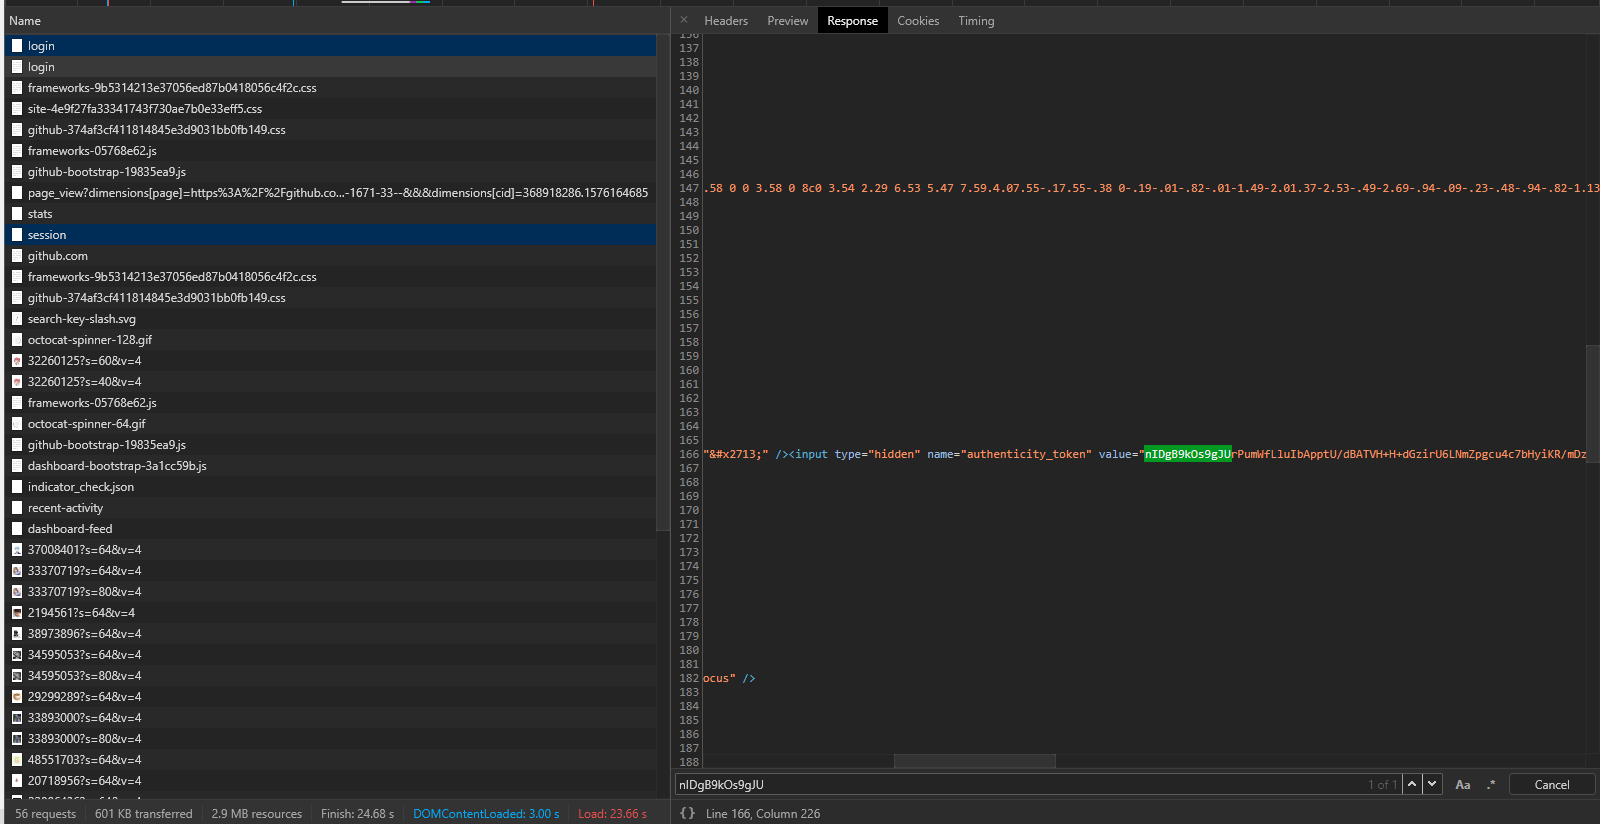 Name
login
login
frameworks-9b5314213e37056ed87b0418056c4f2c.css
site-4e9f27fa33341743f730ae7b0e33eff5.css
github-374af3cf411814845e3d9031bb0fb149.css
frameworks-05768e62.js
github-bootstrap-19835ea9.js
page_view?dimensions[page]=https%3A%2F%2Fgithub.co...-1671-33--&&&dimensions[cid]=368918286.1576164685
stats
session
github.com
frameworks-9b5314213e37056ed87b0418056c4f2c.css
github-374af3cf411814845e3d9031bb0fb149.css
search-key-slash.svg
octocat-spinner-128.gif
32260125?s=60&v=4
32260125?s=40&v=4
frameworks-05768e62.js
octocat-spinner-64.gif
github-bootstrap-19835ea9.js
dashboard-bootstrap-3a1cc59b.js
indicator_check.json
recent-activity
dashboard-feed
37008401?s=64&v=4
33370719?s=64&v=4
33370719?s=80&v=4
2194561?s=64&v=4
38973896?s=64&v=4
34595053?s=64&v=4
34595053?s=80&v=4
29299289?s=64&v=4
33893000?s=64&v=4
33893000?s=80&v=4
48551703?s=64&v=4
20718956?s=64&v=4
56 requests 601 KB transferred 2.9 MB resources Finish: 24.68 s DOMContentLoaded: 3.00 s Load: 23.66 s
× Headers Preview Response Cookies Timing
136
137
138
139
140
141
142
143
144
145
146
147 .58 0 0 3.58 0 8c0 3.54 2.29 6.53 5.47 7.59.4.07.55-.17.55-.38 0-.19-.01-.82-.01-1.49-2.01.37-2.53-.49-2.69-.94-.09-.23-.48-.94-.82-1.13
148
149
150
151
152
153
154
155
156
157
158
159
160
161
162
163
164
165
166 "&#x2713;" /><input type="hidden" name="authenticity_token" value="nIDgB9kOs9gJUrPumWfLluIbApptU/dBATVH+H+dGzirU6LNmZpgcu4c7bHyiKR/mDz
167
168
169
170
171
172
173
174
175
176
177
178
179
180
181
182 ocus" />
183
184
185
186
187
188
nIDgB9kOs9gJU 1 of 1 Aa .* Cancel
{} Line 166, Column 226